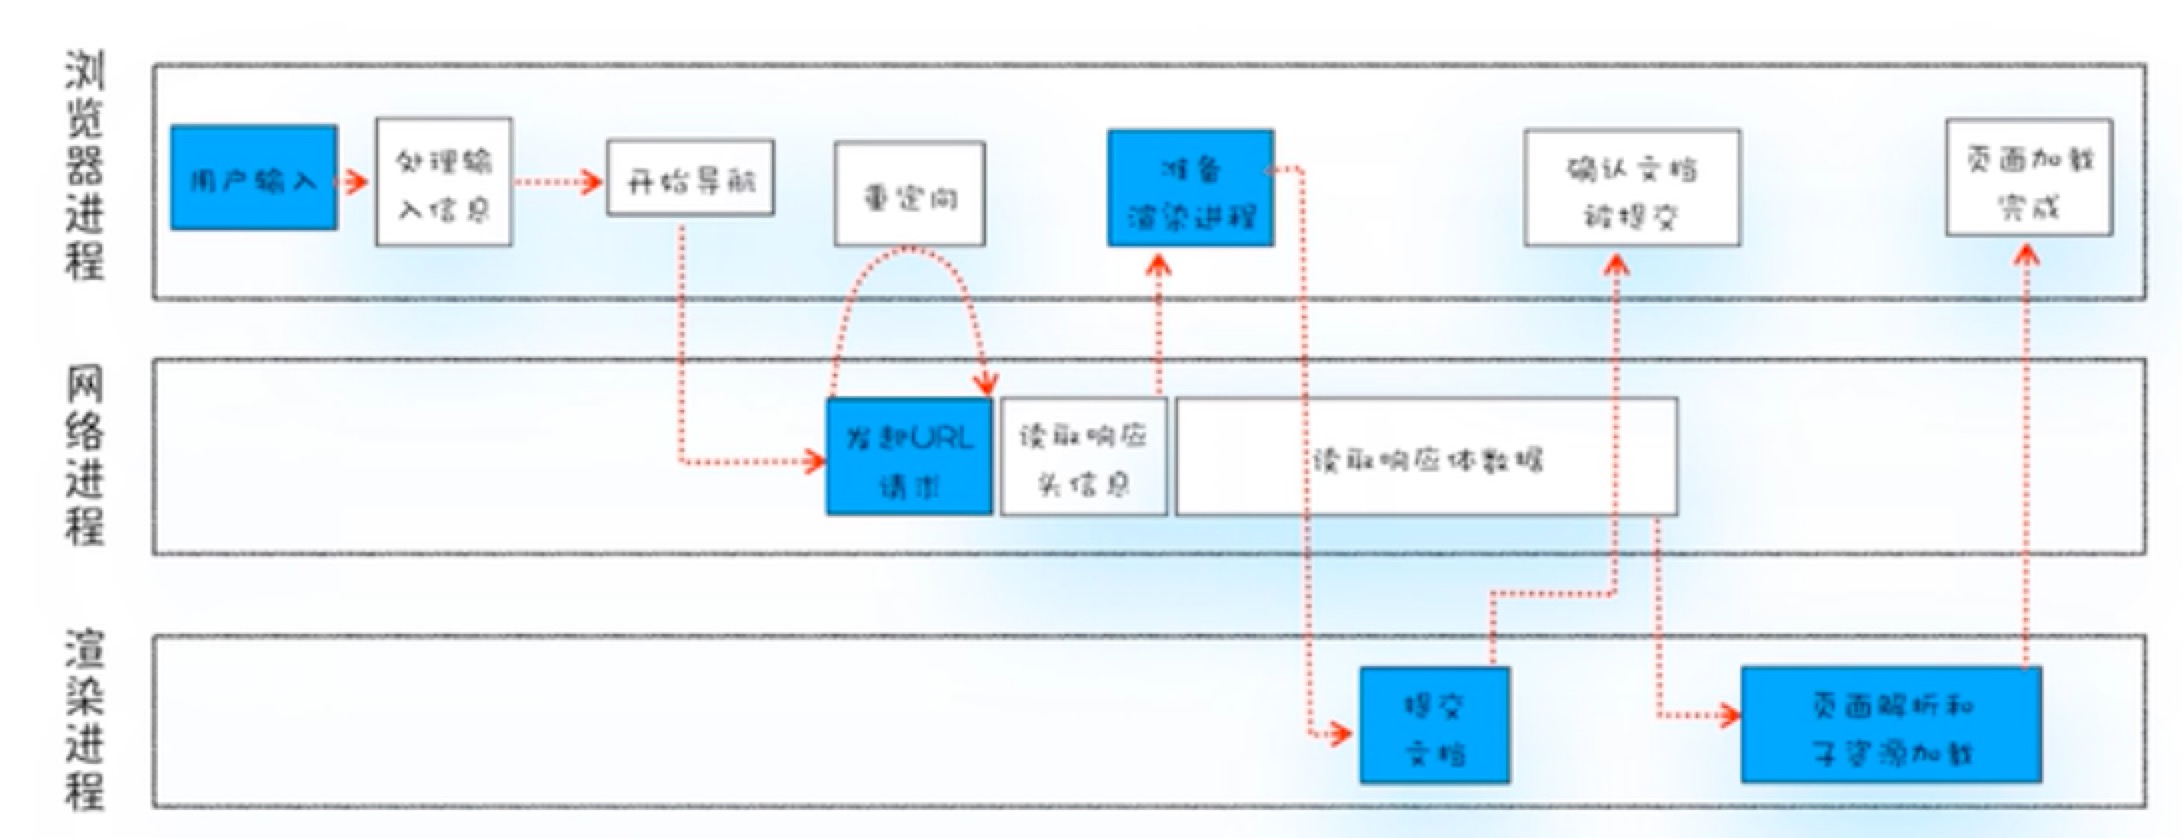 浏览器进程
用户输入
处理输
入信息
开始导航
重定向
准备
渲染进程
确认文档
被提交
页面加载
完成
网络进程
发起URL
请求
读取响应
头信息
读取响应体数据
渲染进程
提交
文档
页面解析和
子资源加载